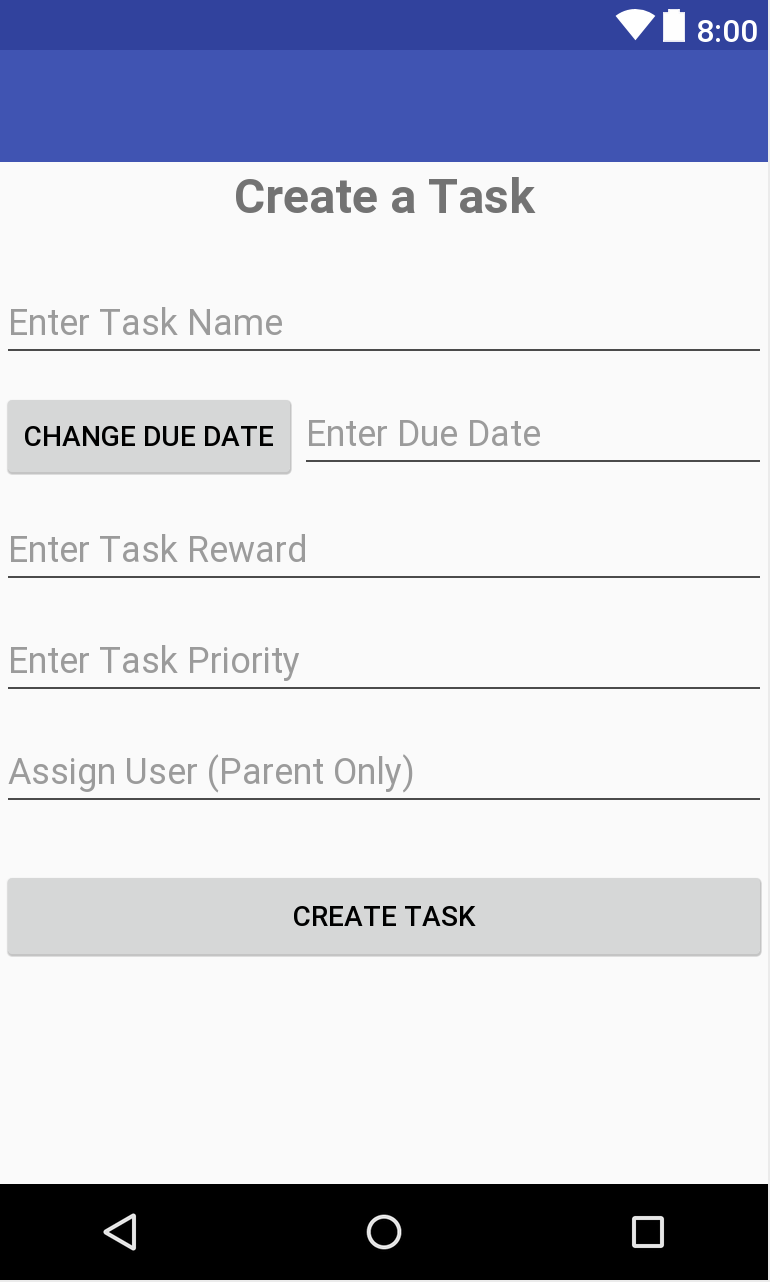 8:00
Create a Task
Enter Task Name
CHANGE DUE DATE Enter Due Date
Enter Task Reward
Enter Task Priority
Assign User (Parent Only)
CREATE TASK